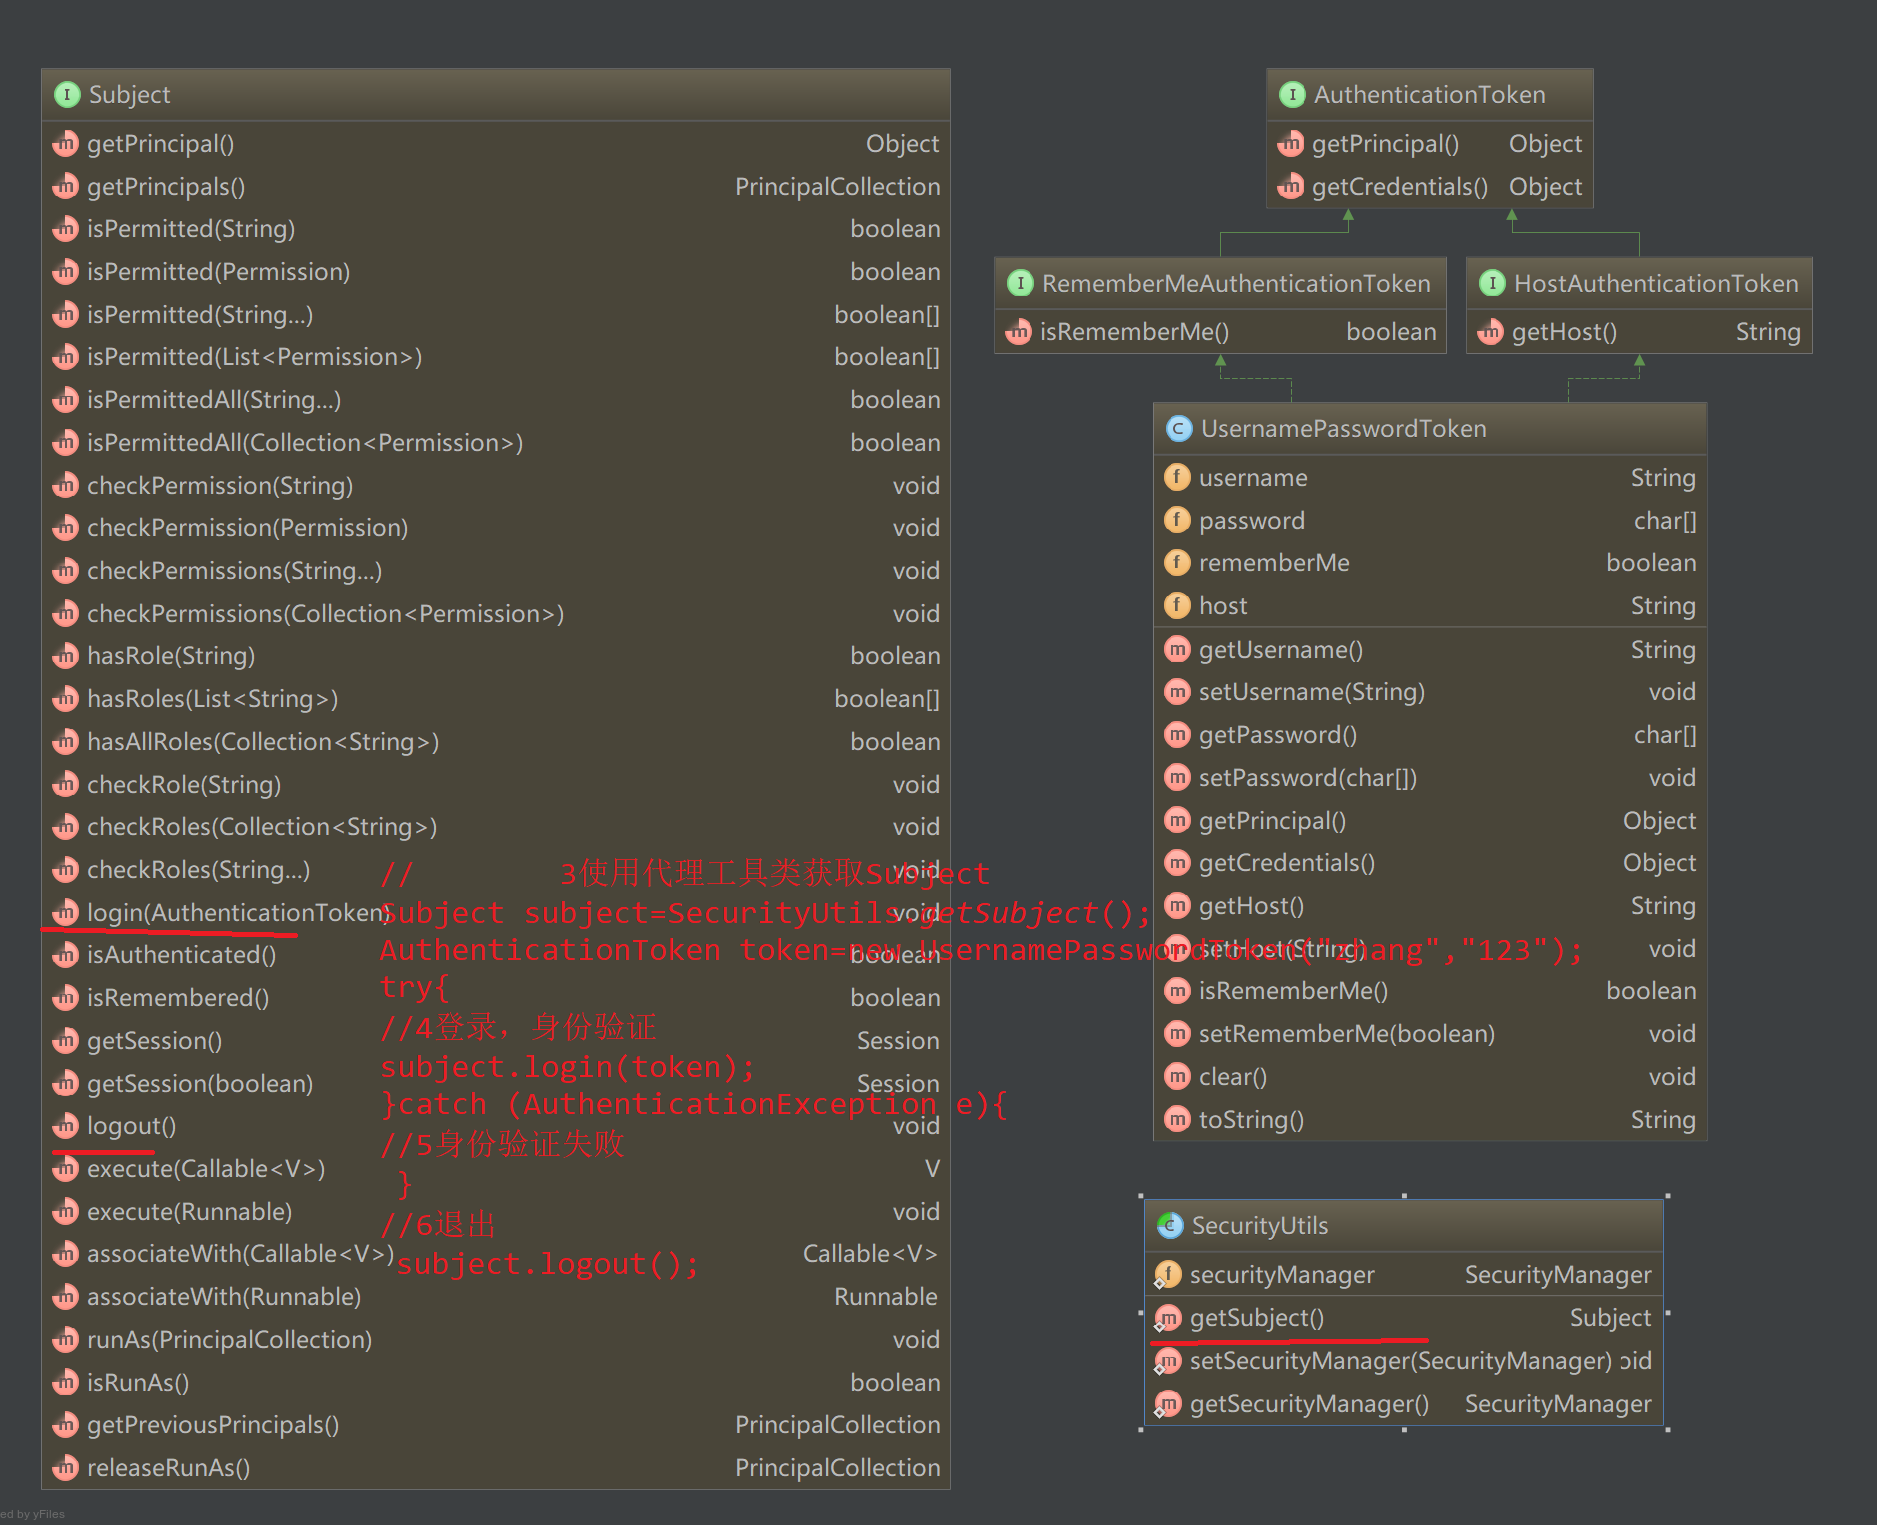 Subject
getPrincipal() Object
getPrincipals() PrincipalCollection
isPermitted(String) boolean
isPermitted(Permission) boolean
isPermitted(String...) boolean[]
isPermitted(List<Permission>) boolean[]
isPermittedAll(String...) boolean
isPermittedAll(Collection<Permission>) boolean
checkPermission(String) void
checkPermission(Permission) void
checkPermissions(String...) void
checkPermissions(Collection<Permission>) void
hasRole(String) boolean
hasRoles(List<String>) boolean[]
hasAllRoles(Collection<String>) boolean
checkRole(String) void
checkRoles(Collection<String>) void
checkRoles(String...) void
login(AuthenticationToken) void
isAuthenticated() boolean
isRemembered() boolean
getSession() Session
getSession(boolean) Session
logout() void
execute(Callable<V>) V
execute(Runnable) void
associateWith(Callable<V>) Callable<V>
associateWith(Runnable) Runnable
runAs(PrincipalCollection) void
isRunAs() boolean
getPreviousPrincipals() PrincipalCollection
releaseRunAs() PrincipalCollection
// 3使用代理工具类获取Subject
Subject subject=SecurityUtils.getSubject();
AuthenticationToken token=new UsernamePasswordToken("zhang","123");
try{
//4登录，身份验证
subject.login(token);
}catch (AuthenticationException e){
//5身份验证失败
}
//6退出
subject.logout();
AuthenticationToken
getPrincipal() Object
getCredentials() Object
RememberMeAuthenticationToken
isRememberMe() boolean
HostAuthenticationToken
getHost() String
UsernamePasswordToken
username String
password char[]
rememberMe boolean
host String
getUsername() String
setUsername(String) void
getPassword() char[]
setPassword(char[]) void
getPrincipal() Object
getCredentials() Object
getHost() String
setHost(String) void
isRememberMe() boolean
setRememberMe(boolean) void
clear() void
toString() String
SecurityUtils
securityManager SecurityManager
getSubject() Subject
setSecurityManager(SecurityManager) oid
getSecurityManager() SecurityManager
ed by yFiles